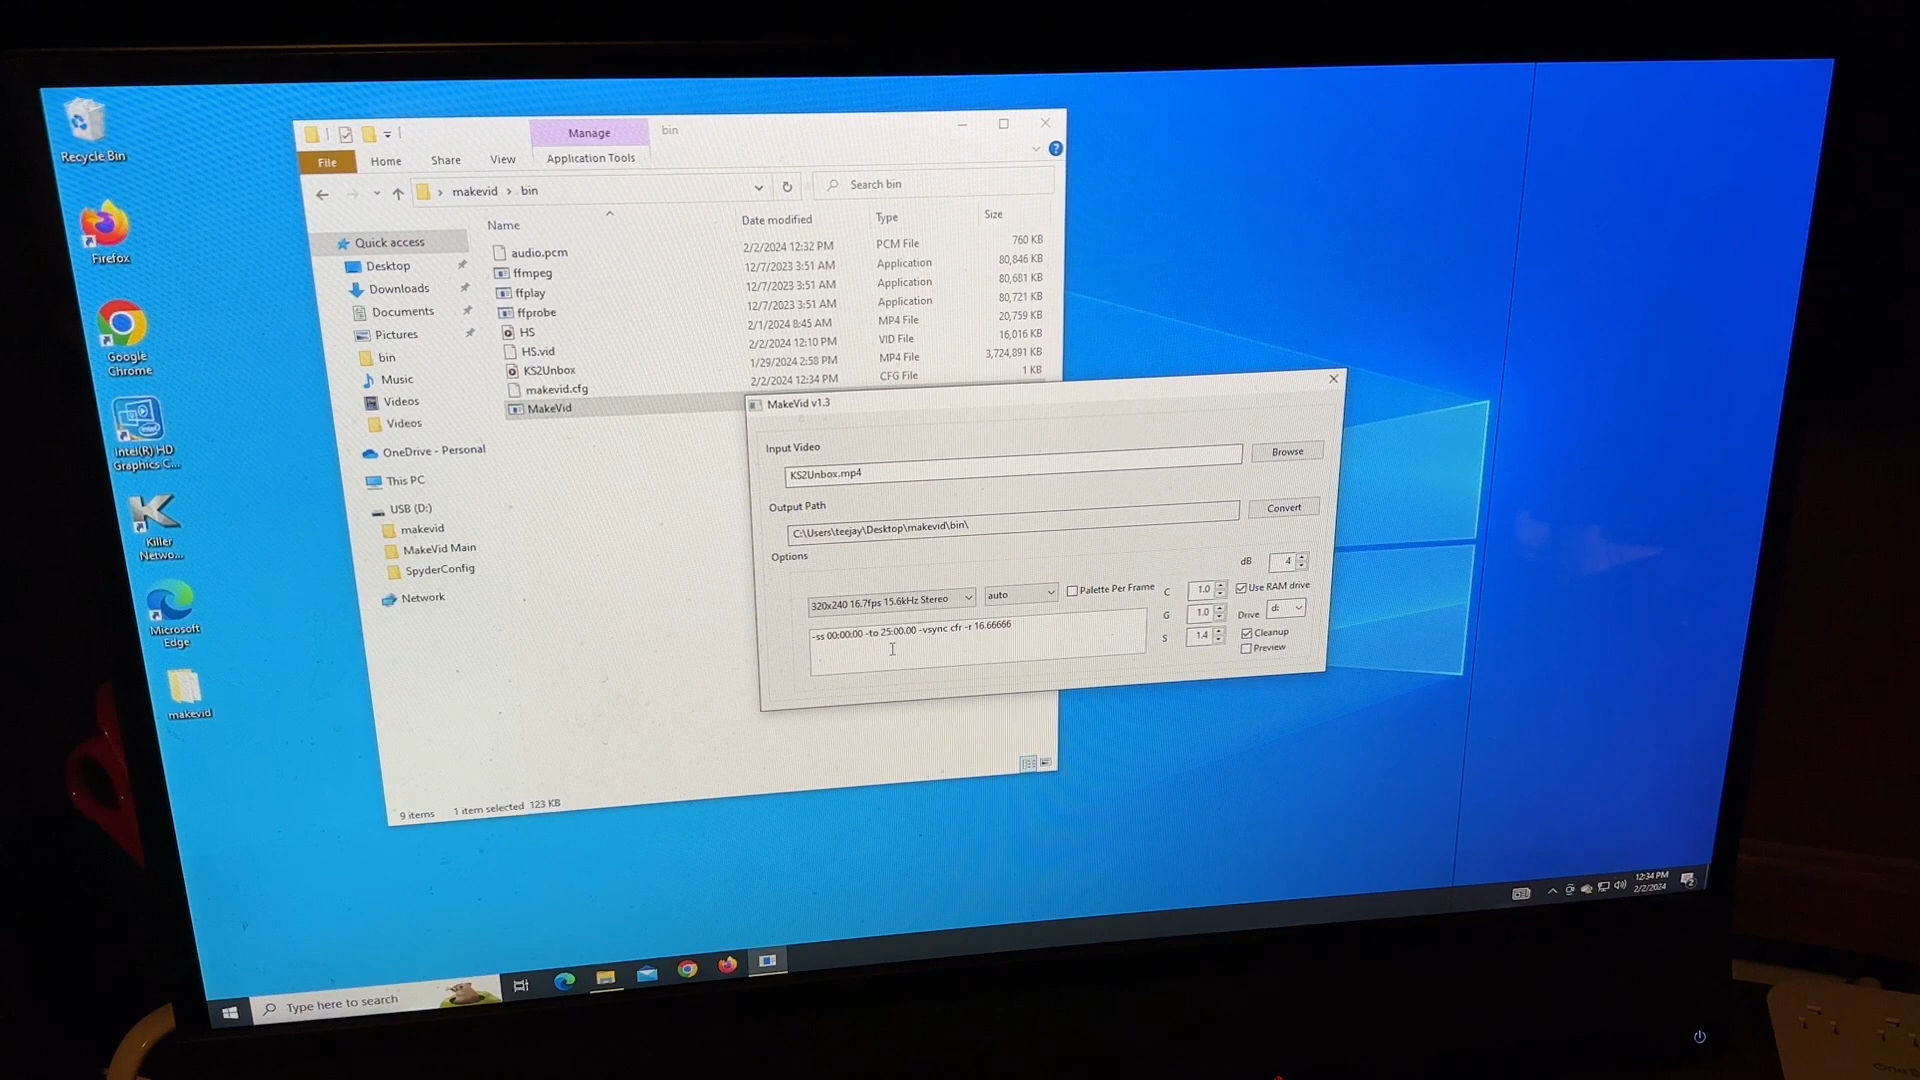 Recycle Bin
Firefox
Google
Chrome
Intel(R) HD
Graphics C...
Killer
Netwo...
Microsoft
Edge
makevid
Manage
bin
File
Home
Share
View
Application Tools
makevid
bin
Search bin
Name
Date modified
Type
Size
Quick access
Desktop
Downloads
Documents
Pictures
bin
Music
Videos
Videos
OneDrive - Personal
This PC
USB (D:)
makevid
MakeVid Main
SpyderConfig
Network
audio.pcm 2/2/2024 12:32 PM PCM File 760 KB
ffmpeg 12/7/2023 3:51 AM Application 80,846 KB
ffplay 12/7/2023 3:51 AM Application 80,681 KB
ffprobe 12/7/2023 3:51 AM Application 80,721 KB
HS 2/1/2024 8:45 AM MP4 File 20,759 KB
HS.vid 2/2/2024 12:10 PM VID File 16,016 KB
KS2Unbox 1/29/2024 2:58 PM MP4 File 3,724,891 KB
makevid.cfg 2/2/2024 12:34 PM CFG File 1 KB
MakeVid
9 items 1 item selected 123 KB
MakeVid v1.3
Input Video
KS2Unbox.mp4
Browse
Output Path
C:\Users\teejay\Desktop\makevid\bin\
Convert
Options
dB 4
320x240 16.7fps 15.6kHz Stereo
auto
Palette Per Frame
C 1.0
Use RAM drive
G 1.0
Drive d:
S 1.4
Cleanup
Preview
-ss 00:00:00 -to 25:00.00 -vsync cfr -r 16.66666
Type here to search
12:34 PM
2/2/2024
2